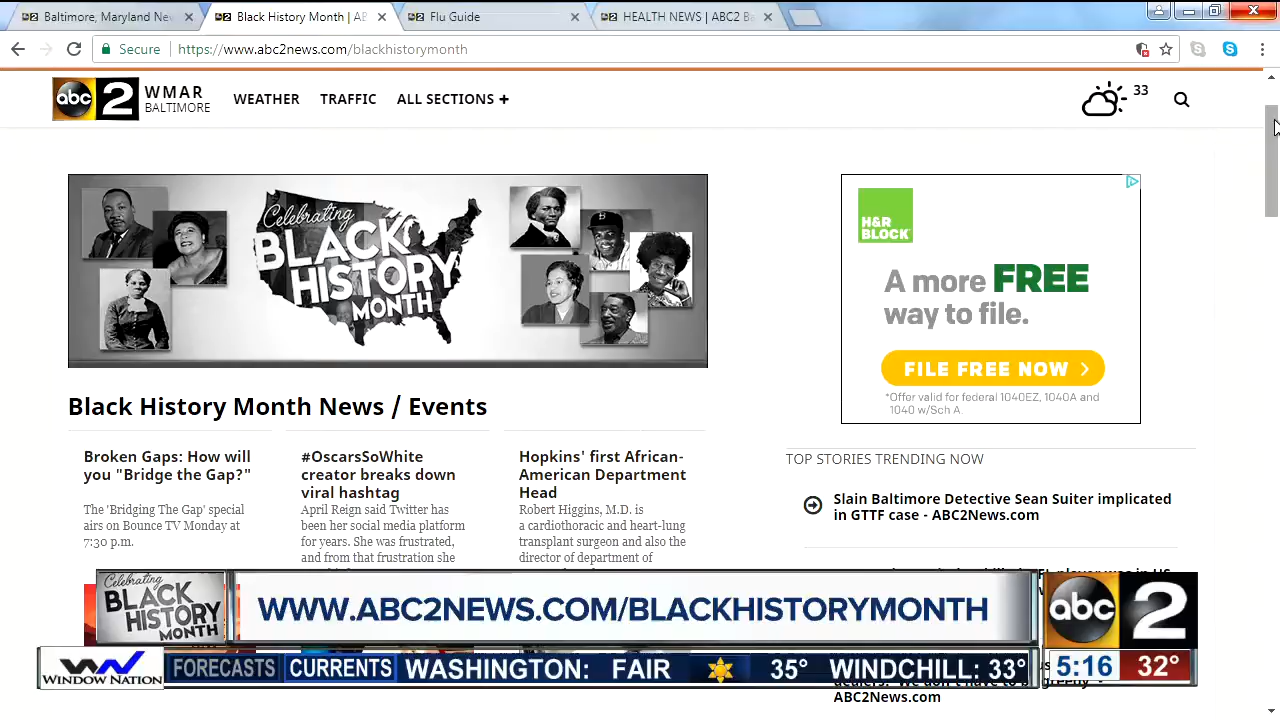 Baltimore, Maryland Nev
Black History Month | AB
Flu Guide
HEALTH NEWS | ABC2 Ba
Secure
https://www.abc2news.com/blackhistorymonth
abc 2
WMAR
BALTIMORE
WEATHER
TRAFFIC
ALL SECTIONS +
33
Celebrating
BLACK
HISTORY
MONTH
H&R
BLOCK
A more FREE
way to file.
FILE FREE NOW
*Offer valid for federal 1040EZ, 1040A and
1040 w/Sch A.
Black History Month News / Events
Broken Gaps: How will
you "Bridge the Gap?"
The 'Bridging The Gap' special
airs on Bounce TV Monday at
7:30 p.m.
#OscarsSoWhite
creator breaks down
viral hashtag
April Reign said Twitter has
been her social media platform
for years. She was frustrated,
and from that frustration she
Hopkins' first African-
American Department
Head
Robert Higgins, M.D. is
a cardiothoracic and heart-lung
transplant surgeon and also the
director of department of
TOP STORIES TRENDING NOW
Slain Baltimore Detective Sean Suiter implicated
in GTTF case - ABC2News.com
Celebrating
BLACK
HISTORY
MONTH
WWW.ABC2NEWS.COM/BLACKHISTORYMONTH
abc 2
WINDOW NATION
FORECASTS
CURRENTS
WASHINGTON: FAIR
35°
WINDCHILL: 33°
5:16
32°
ABC2News.com